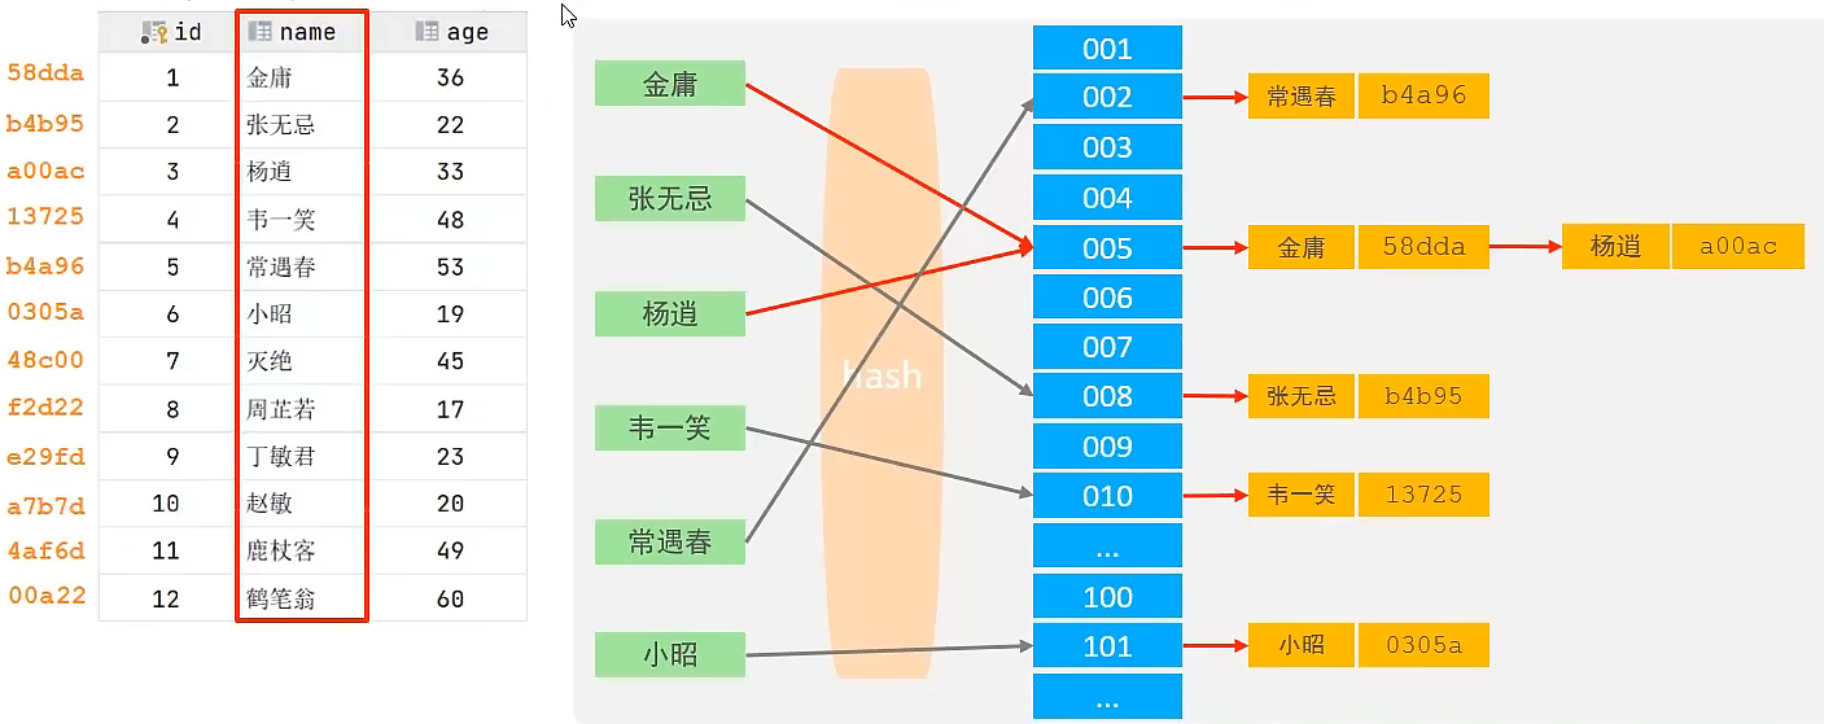 id name age
58dda 1 金庸 36
b4b95 2 张无忌 22
a00ac 3 杨逍 33
13725 4 韦一笑 48
b4a96 5 常遇春 53
0305a 6 小昭 19
48c00 7 灭绝 45
f2d22 8 周芷若 17
e29fd 9 丁敏君 23
a7b7d 10 赵敏 20
4af6d 11 鹿杖客 49
00a22 12 鹤笔翁 60
金庸
张无忌
杨逍
韦一笑
常遇春
小昭
hash
001
002 常遇春 b4a96
003
004
005 金庸 58dda 杨逍 a00ac
006
007
008 张无忌 b4b95
009
010 韦一笑 13725
...
100
101 小昭 0305a
...